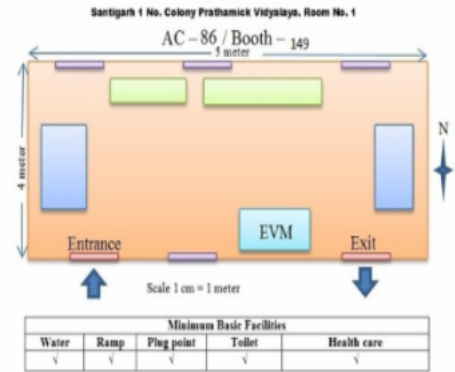 Santigarh 1 No. Colony Prathamick Vidyalaya, Room No. 1
AC – 86 / Booth – 149
5 meter
N
4 meter
EVM
Entrance
Exit
Scale 1 cm = 1 meter
Minimum Basic Facilities
Water Ramp Plug point Toilet Health care
√ √ √ √ √